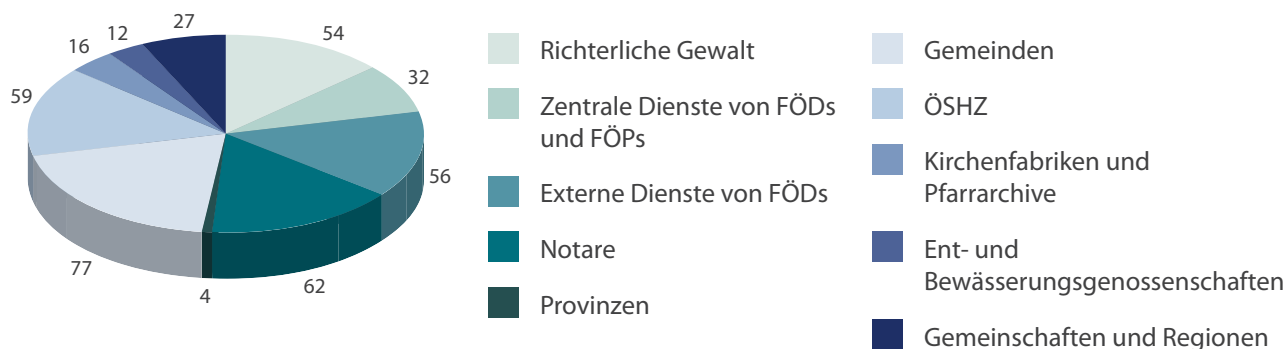 27
54
12
16
32
59
56
77
4
62
Richterliche Gewalt
Zentrale Dienste von FÖDs
und FÖPs
Externe Dienste von FÖDs
Notare
Provinzen
Gemeinden
ÖSHZ
Kirchenfabriken und
Pfarrarchive
Ent- und
Bewässerungsgenossenschaften
Gemeinschaften und Regionen